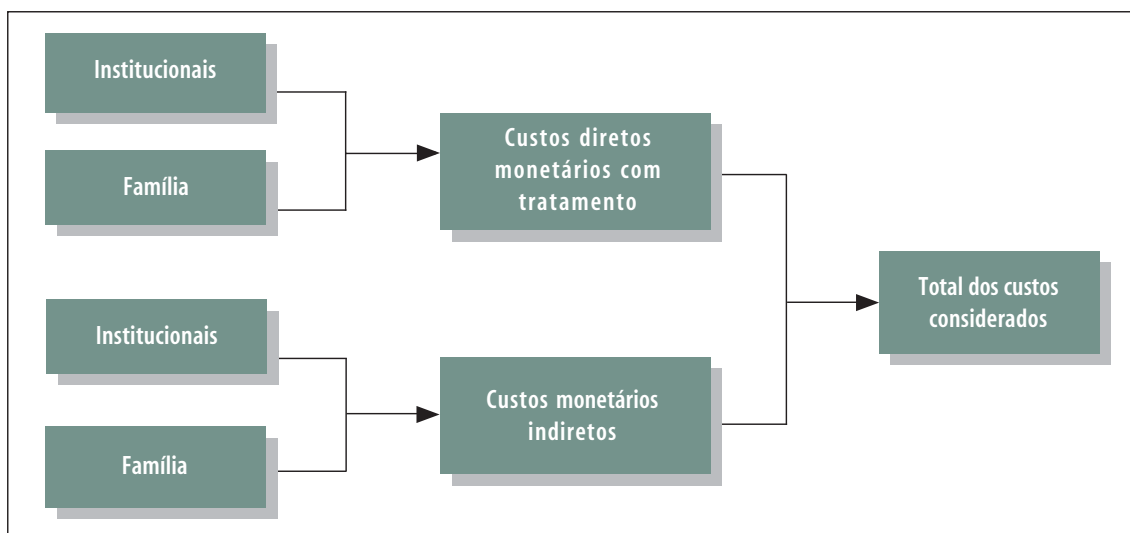 Institucionais
Família
Custos diretos
monetários com
tratamento
Institucionais
Família
Custos monetários
indiretos
Total dos custos
considerados